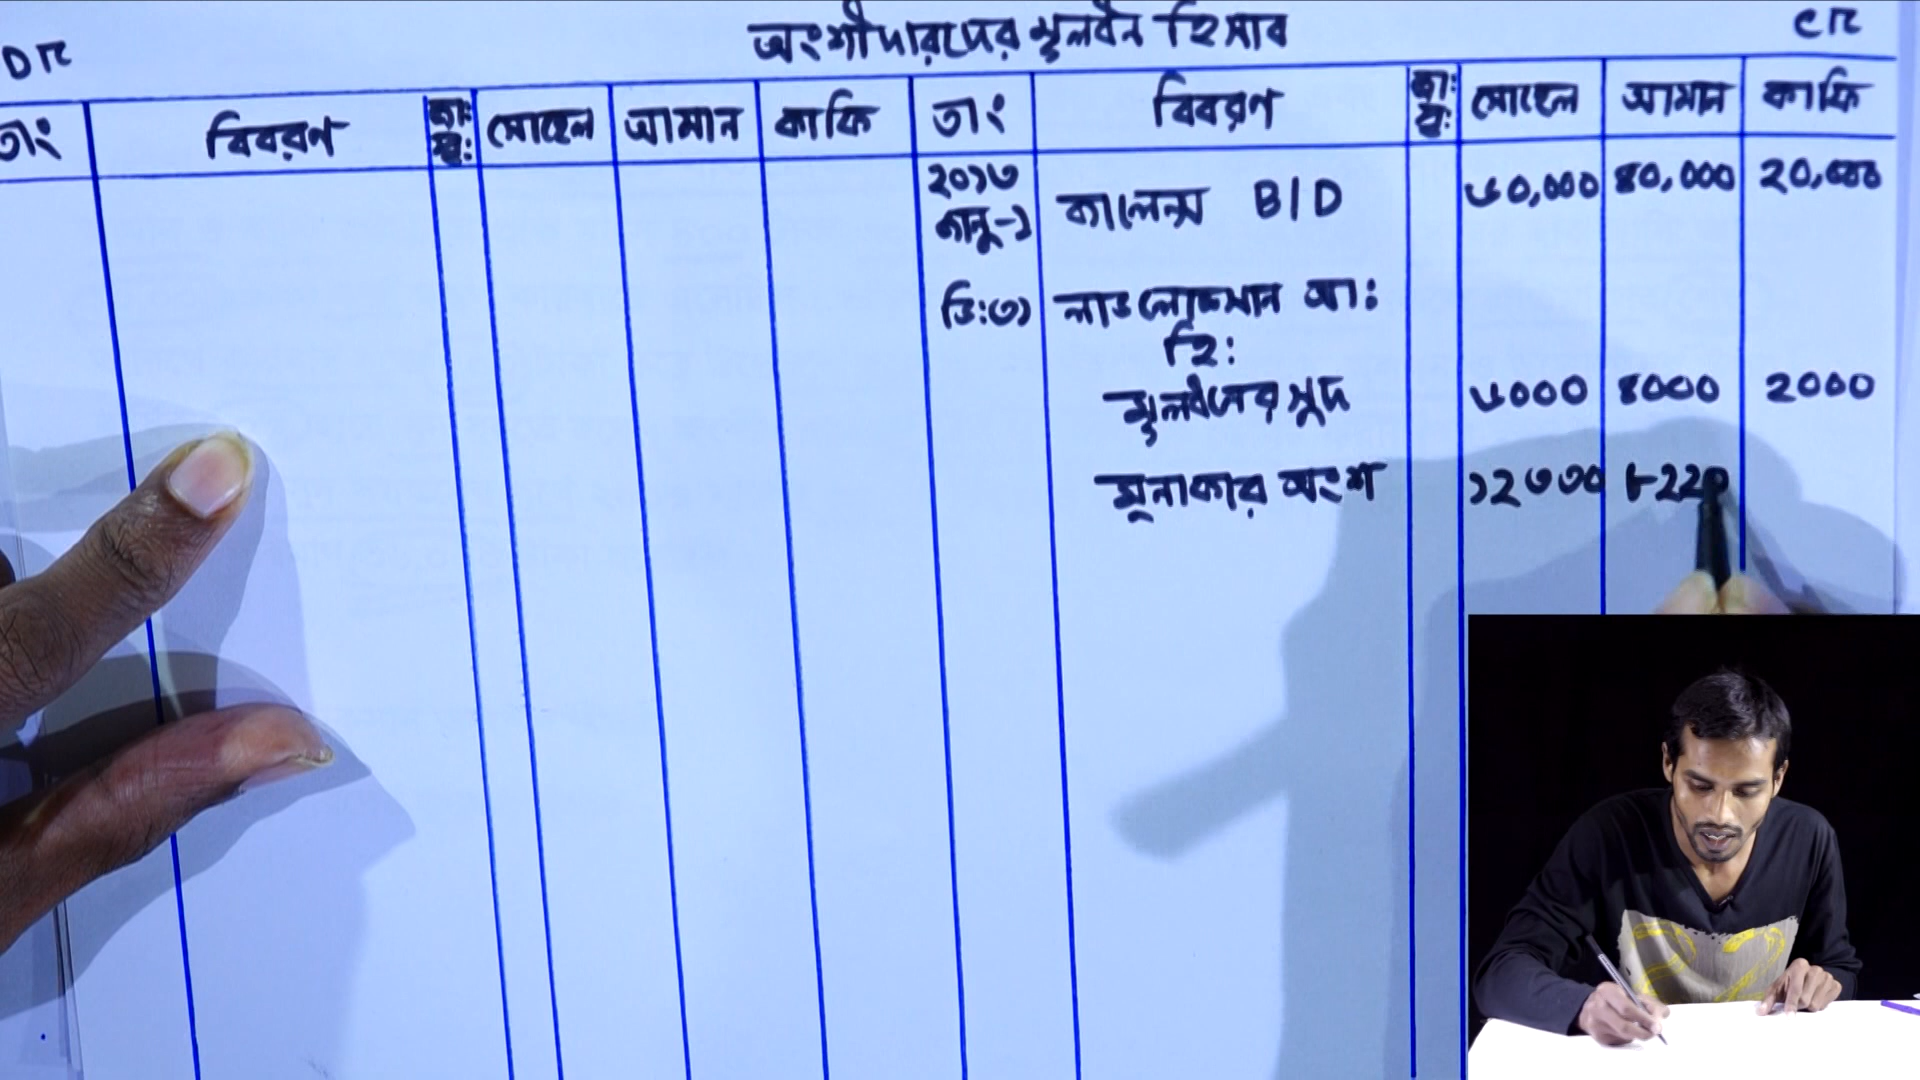 অংশীদারদের মূলধন হিসাব
Dr
Cr
তাং বিবরণ জা: পৃ: সোহেল আমান কাফি তাং বিবরণ জা: পৃ: সোহেল আমান কাফি
২০১৩ জানু-১ ব্যালেন্স B/D ৬০,০০০ ৪০,০০০ ২০,০০০
ডি:৩১ লাভলোকসান আ:
হি:
মূলধনের সুদ ৬০০০ ৪০০০ ২০০০
মুনাফার অংশ ১২৩৩০ ৮২২০